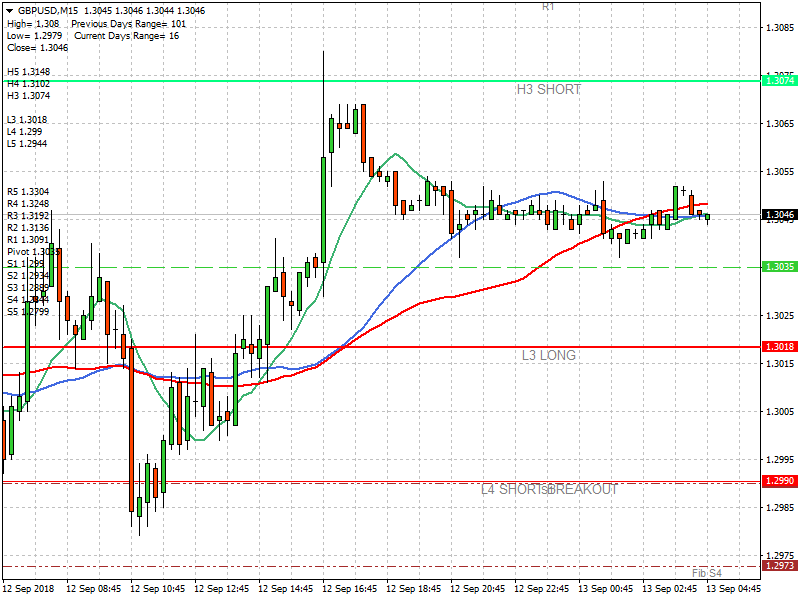 GBPUSD,M15 1.3045 1.3046 1.3044 1.3046
High= 1.308 Previous Days Range= 101
Low= 1.2979 Current Days Range= 16
Close= 1.3046
R1
H5 1.3148
H4 1.3102
H3 1.3074
L3 1.3018
L4 1.299
L5 1.2944
R5 1.3304
R4 1.3248
R3 1.3192
R2 1.3136
R1 1.3091
Pivot 1.3035
S1 1.299
S2 1.2934
S3 1.2889
S4 1.2844
S5 1.2799
H3 SHORT
L3 LONG
L4 SHORT BREAKOUT
S1
Fib S4
1.3085
1.3074
1.3065
1.3055
1.3046
1.3035
1.3025
1.3018
1.3015
1.3005
1.2995
1.2990
1.2985
1.2975
1.2973
12 Sep 2018 12 Sep 08:45 12 Sep 10:45 12 Sep 12:45 12 Sep 14:45 12 Sep 16:45 12 Sep 18:45 12 Sep 20:45 12 Sep 22:45 13 Sep 00:45 13 Sep 02:45 13 Sep 04:45